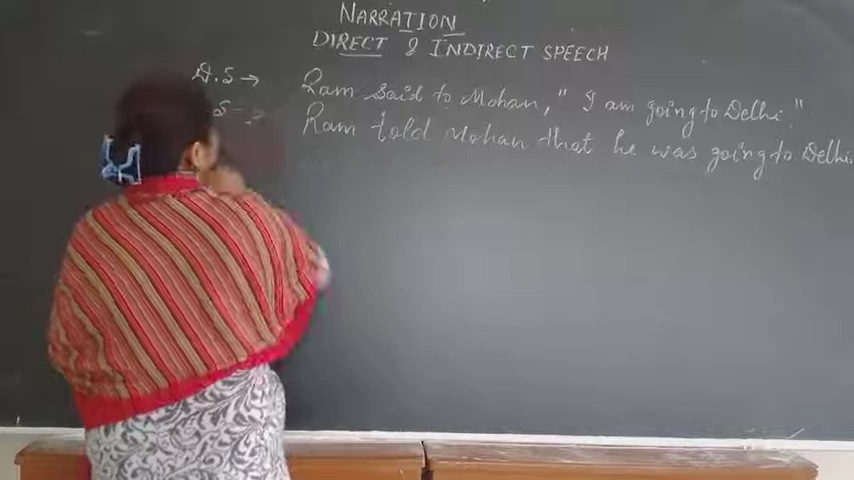 NARRATION
DIRECT & INDIRECT SPEECH
D.S → Ram said to Mohan, "I am going to Delhi."
S → Ram told Mohan that he was going to Delhi